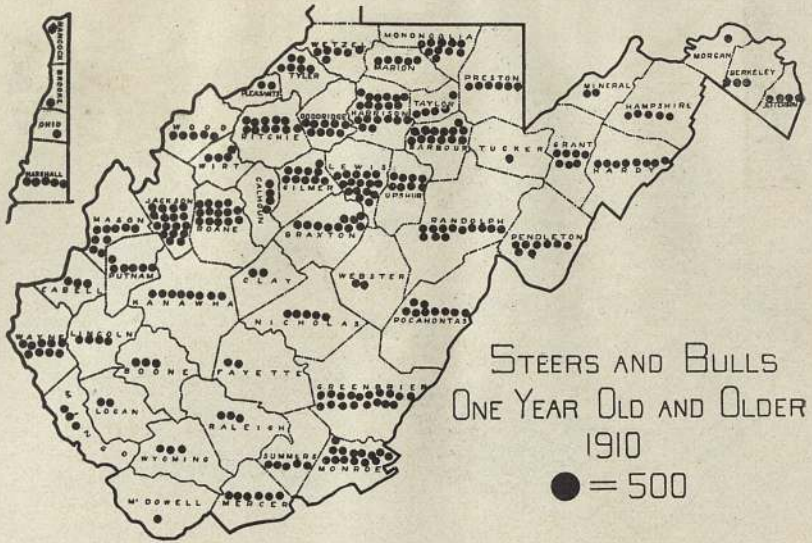 HANCOCK
BROOKE
OHIO
MARSHALL
WETZEL
MONONGALIA
MARION
TYLER
PLEASANTS
PRESTON
MORGAN
BERKELEY
JEFFERSON
MINERAL
HAMPSHIRE
WOOD
RITCHIE
DODDRIDGE
HARRISON
TAYLOR
BARBOUR
TUCKER
GRANT
HARDY
WIRT
CALHOUN
GILMER
LEWIS
UPSHUR
RANDOLPH
PENDLETON
MASON
JACKSON
ROANE
BRAXTON
PUTNAM
CABELL
KANAWHA
CLAY
WEBSTER
NICHOLAS
POCAHONTAS
WAYNE
LINCOLN
BOONE
FAYETTE
GREENBRIER
MINGO
LOGAN
RALEIGH
WYOMING
SUMMERS
MONROE
McDOWELL
MERCER
STEERS AND BULLS
ONE YEAR OLD AND OLDER
1910
= 500